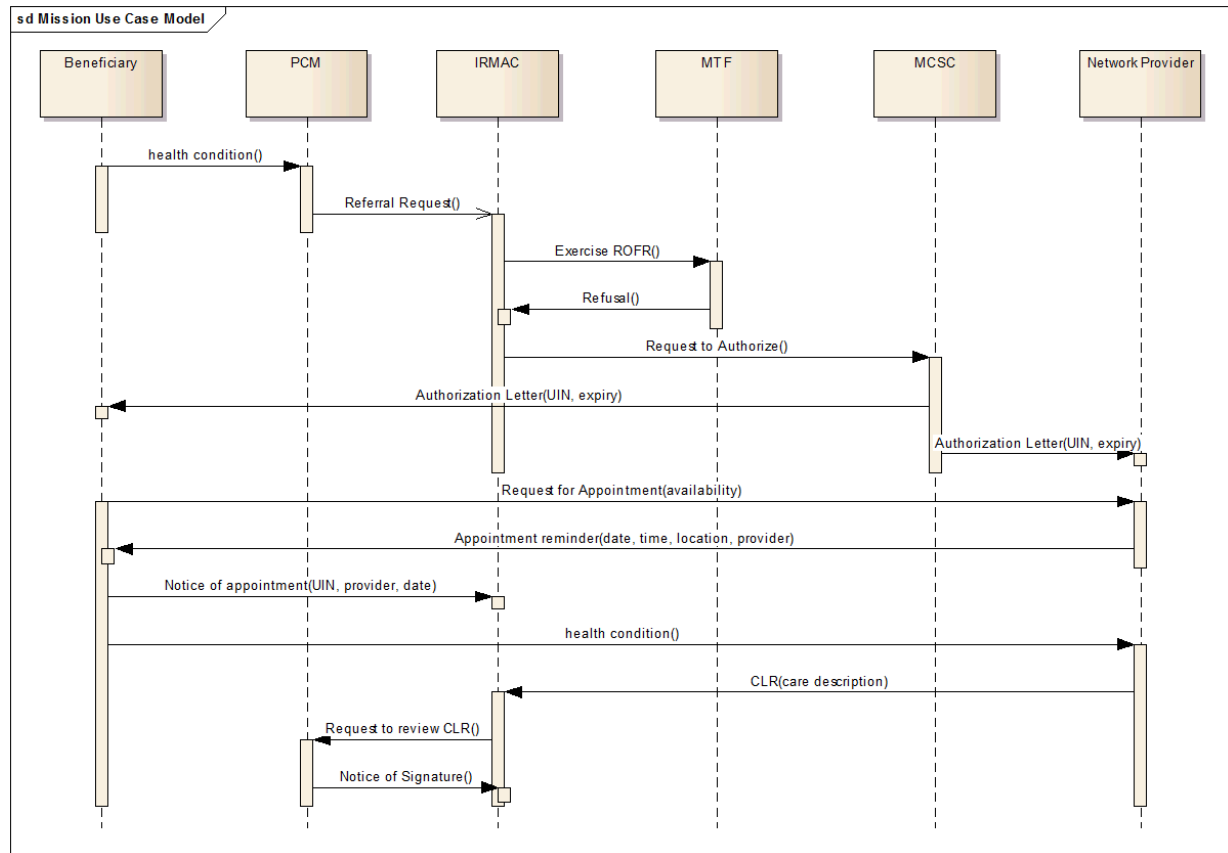 sd Mission Use Case Model
Beneficiary
PCM
IRMAC
MTF
MCSC
Network Provider
health condition()
Referral Request()
Exercise ROFR()
Refusal()
Request to Authorize()
Authorization Letter(UIN, expiry)
Authorization Letter(UIN, expiry)
Request for Appointment(availability)
Appointment reminder(date, time, location, provider)
Notice of appointment(UIN, provider, date)
health condition()
CLR(care description)
Request to review CLR()
Notice of Signature()